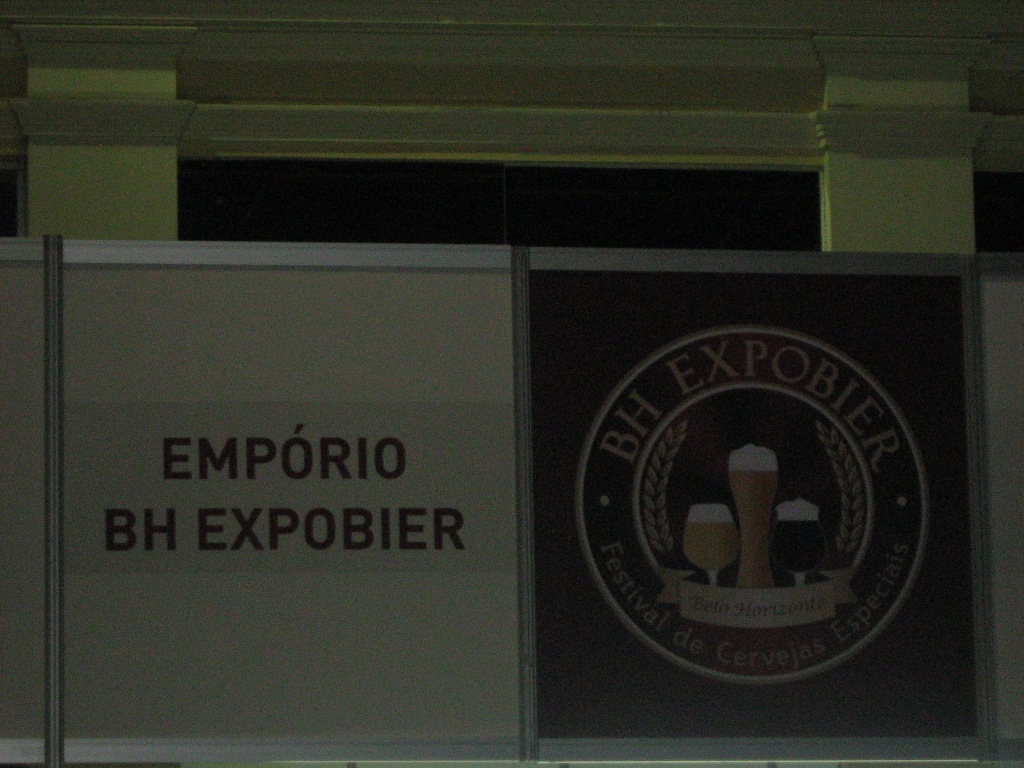 EMPÓRIO
BH EXPOBIER
BH EXPOBIER
Belo Horizonte
Festival de Cervejas Especiais